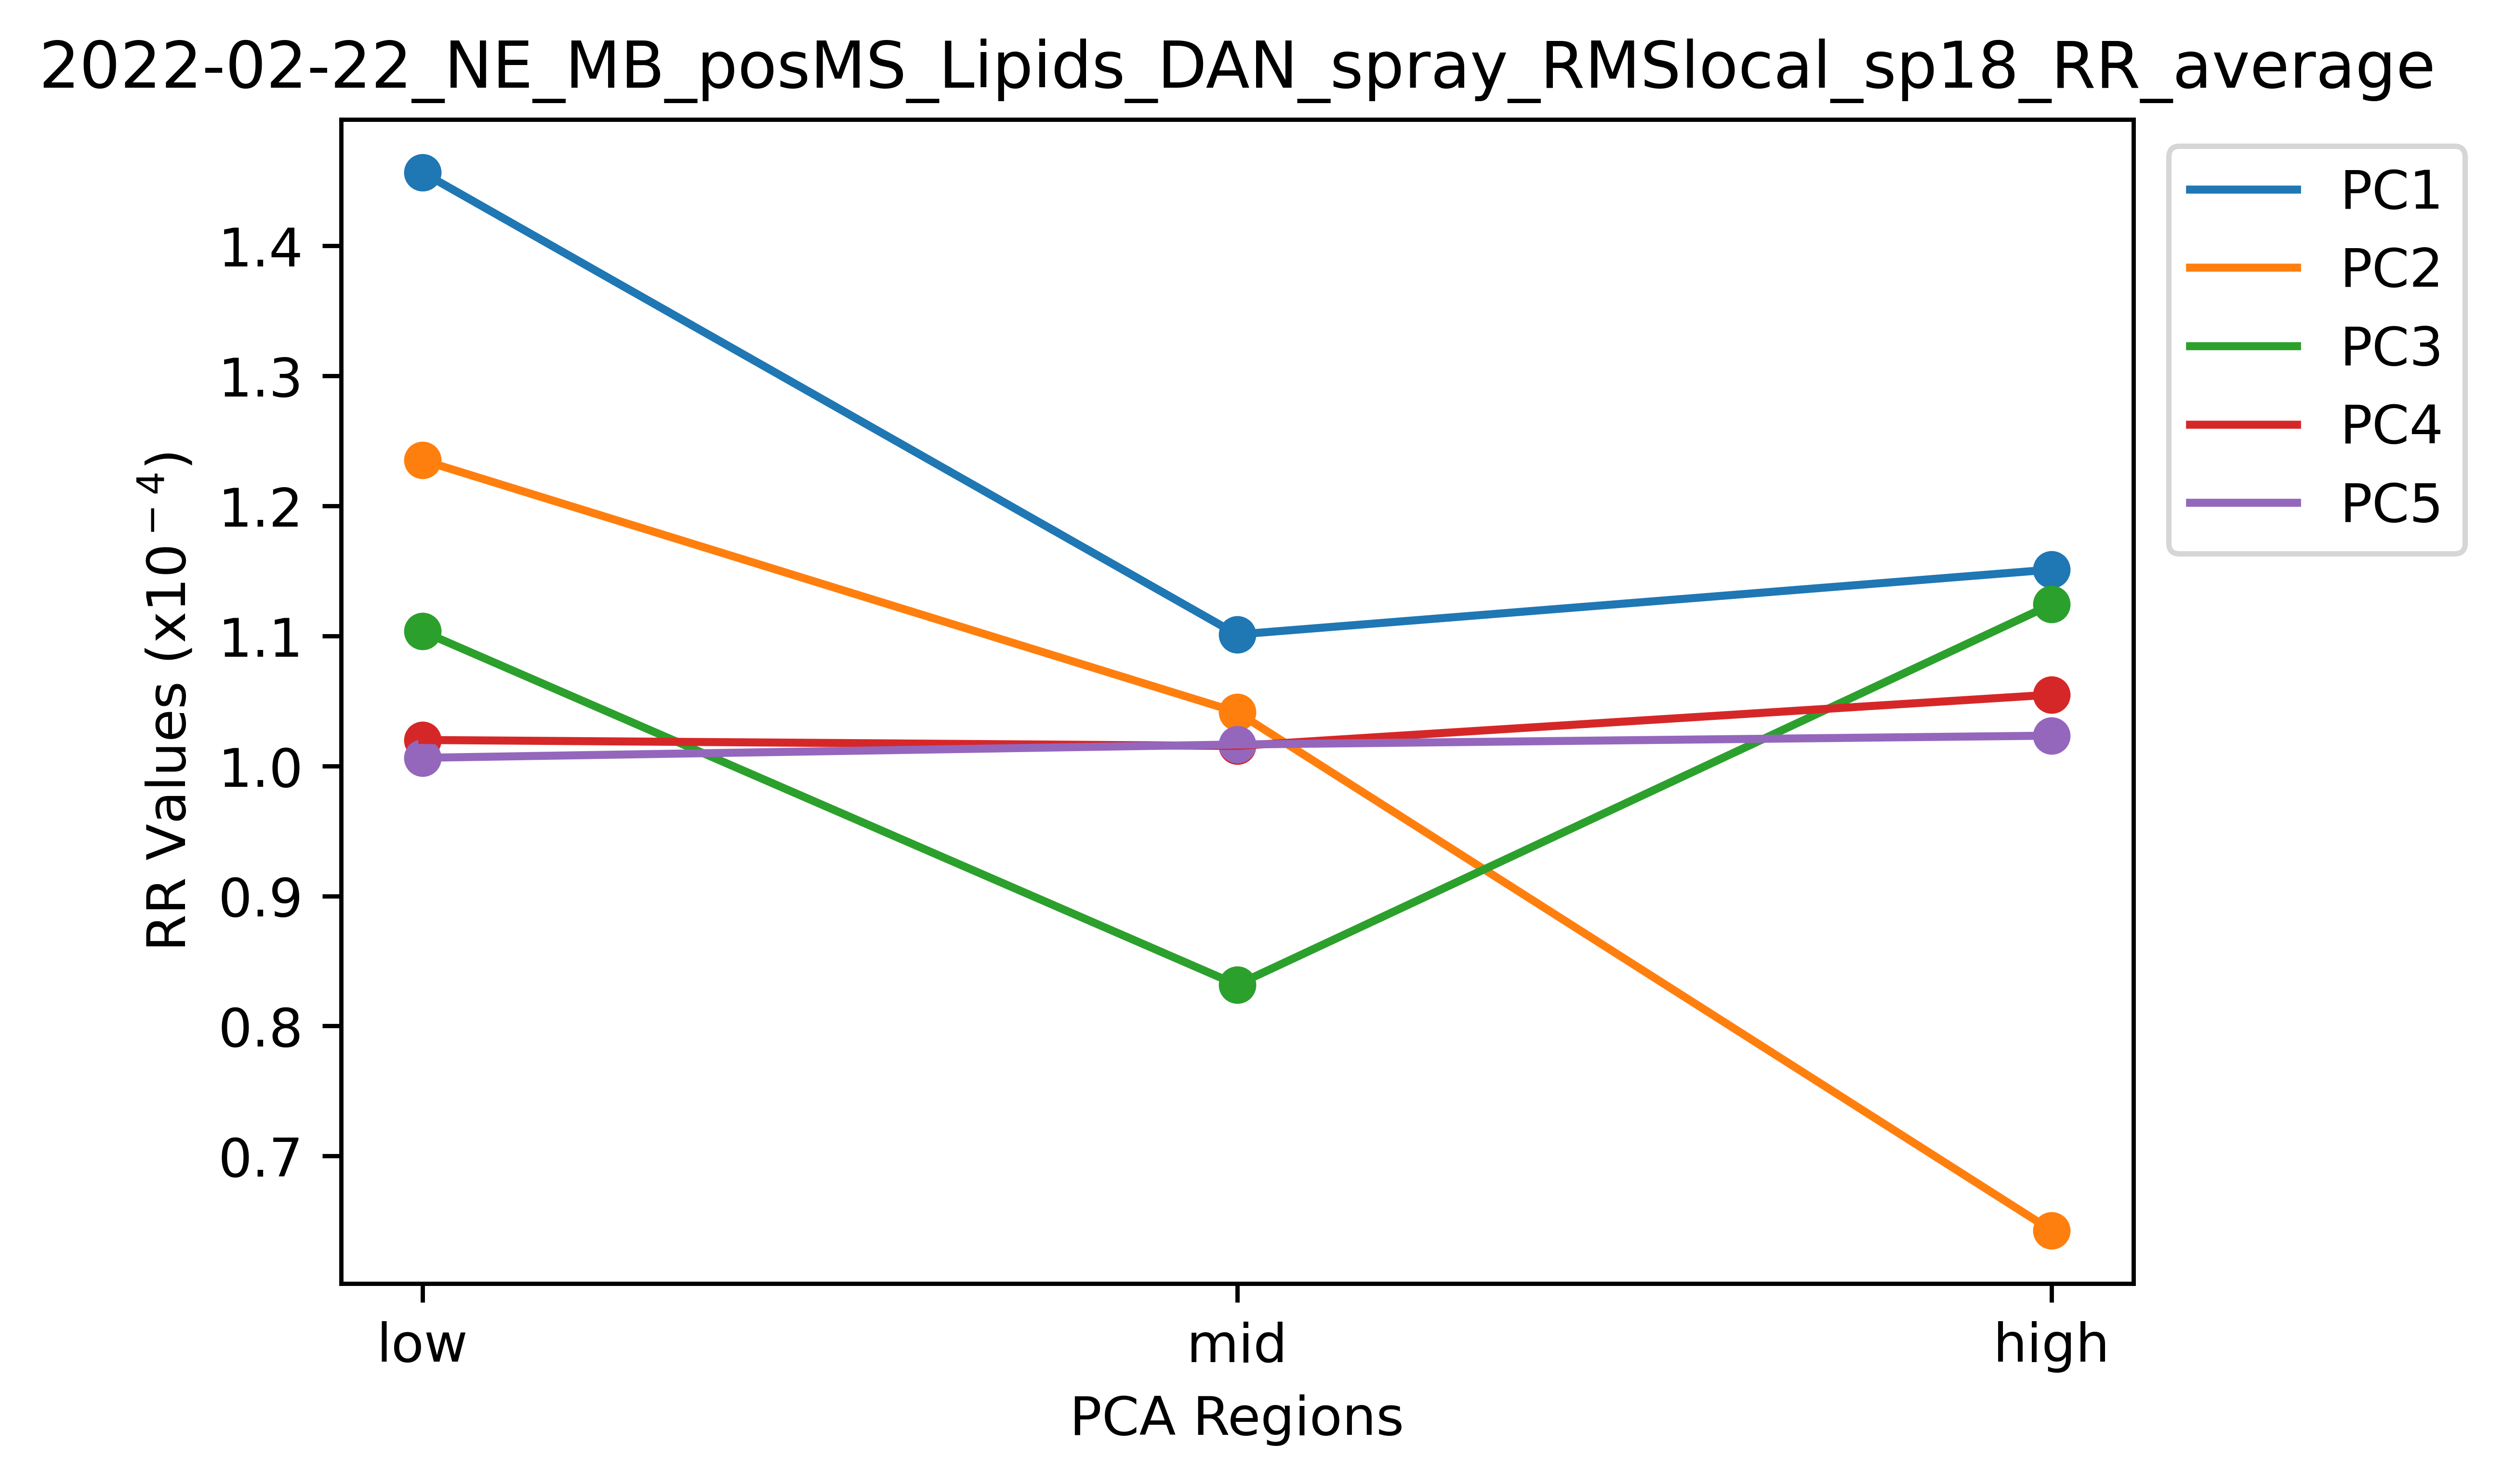 2022-02-22_NE_MB_posMS_Lipids_DAN_spray_RMSlocal_sp18_RR_average
RR Values (x10⁻⁴)
1.4
1.3
1.2
1.1
1.0
0.9
0.8
0.7
low
mid
high
PCA Regions
PC1
PC2
PC3
PC4
PC5